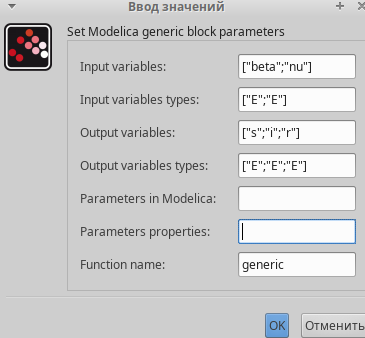 Ввод значений
Set Modelica generic block parameters
Input variables: ["beta";"nu"]
Input variables types: ["E";"E"]
Output variables: ["s";"i";"r"]
Output variables types: ["E";"E";"E"]
Parameters in Modelica:
Parameters properties:
Function name: generic
OK Отменить